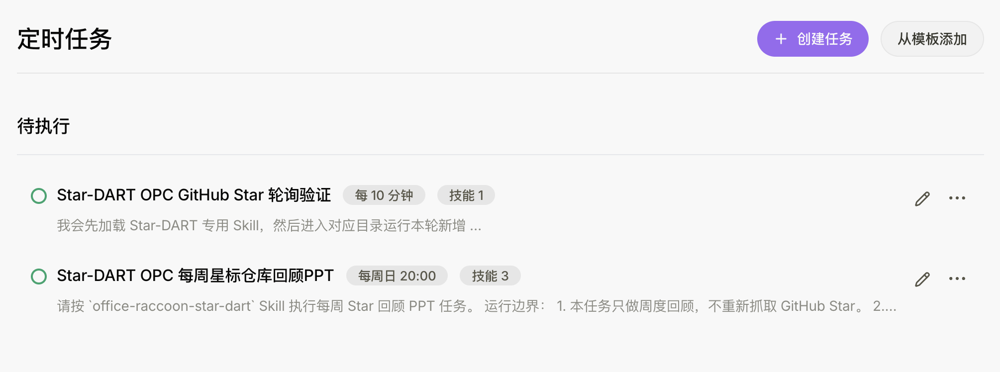 定时任务
+ 创建任务
从模板添加
待执行
Star-DART OPC GitHub Star 轮询验证 每 10 分钟 技能 1
我会先加载 Star-DART 专用 Skill，然后进入对应目录运行本轮新增 ...
Star-DART OPC 每周星标仓库回顾PPT 每周日 20:00 技能 3
请按 `office-raccoon-star-dart` Skill 执行每周 Star 回顾 PPT 任务。 运行边界： 1. 本任务只做周度回顾，不重新抓取 GitHub Star。 2....